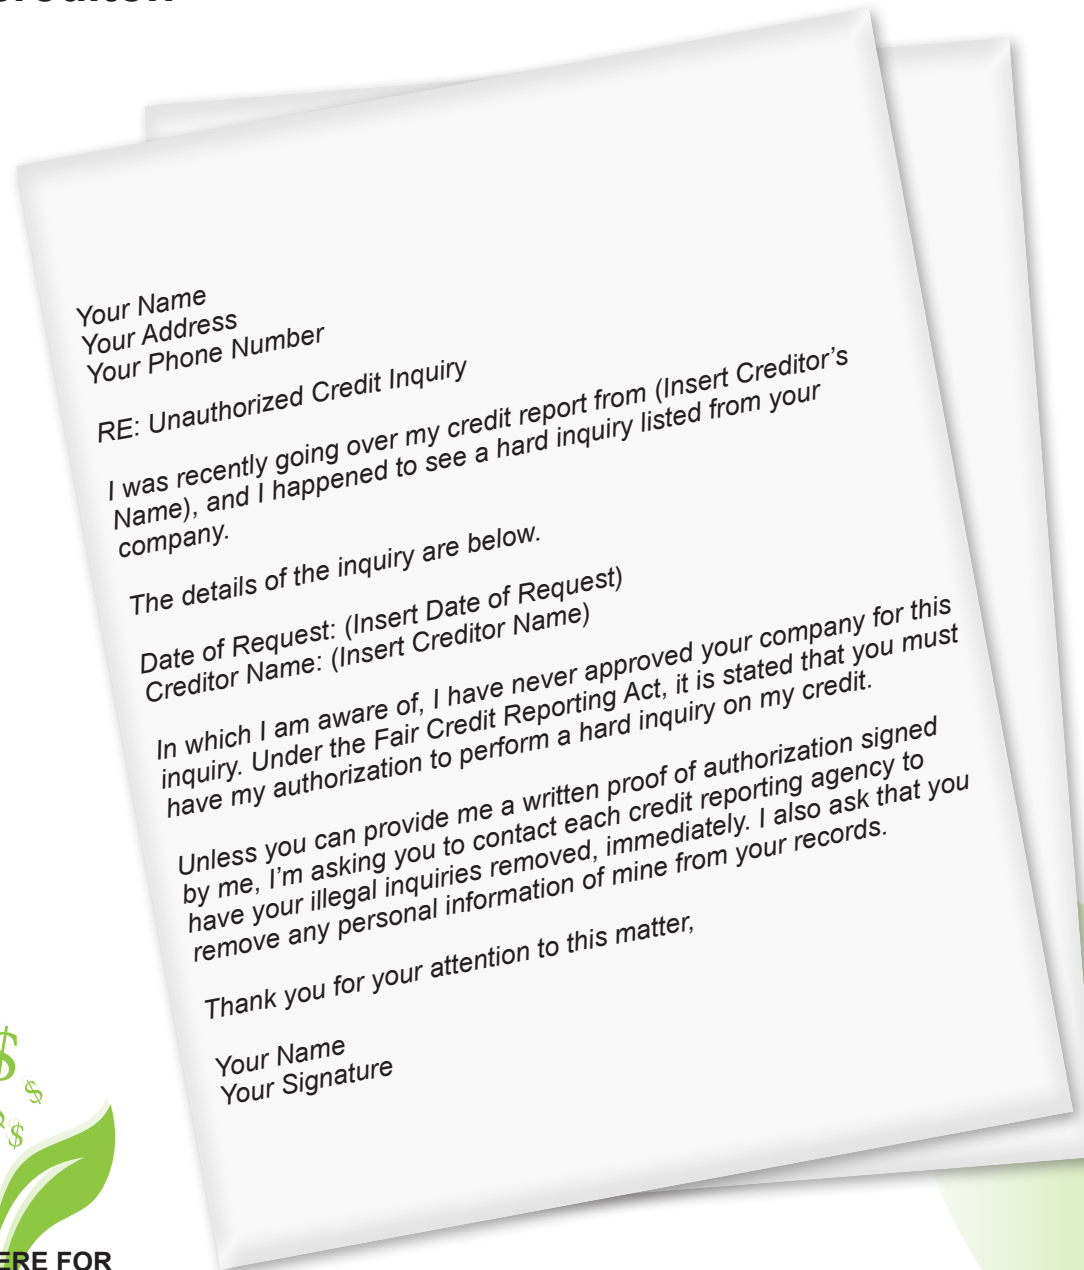 Your Name
Your Address
Your Phone Number
RE: Unauthorized Credit Inquiry
I was recently going over my credit report from (Insert Creditor's
Name), and I happened to see a hard inquiry listed from your
company.
The details of the inquiry are below.
Date of Request: (Insert Date of Request)
Creditor Name: (Insert Creditor Name)
In which I am aware of, I have never approved your company for this
inquiry. Under the Fair Credit Reporting Act, it is stated that you must
have my authorization to perform a hard inquiry on my credit.
Unless you can provide me a written proof of authorization signed
by me, I'm asking you to contact each credit reporting agency to
have your illegal inquiries removed, immediately. I also ask that you
remove any personal information of mine from your records.
Thank you for your attention to this matter,
Your Name
Your Signature
$
$
$
ERE FOR